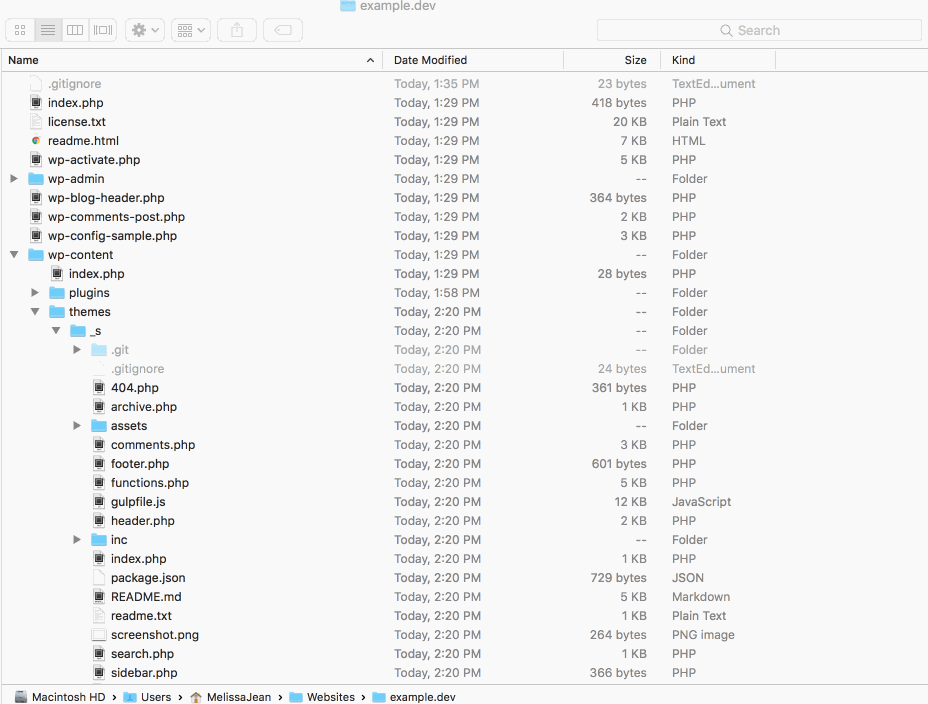 example.dev
Search
Name Date Modified Size Kind
.gitignore Today, 1:35 PM 23 bytes TextEd...ument
index.php Today, 1:29 PM 418 bytes PHP
license.txt Today, 1:29 PM 20 KB Plain Text
readme.html Today, 1:29 PM 7 KB HTML
wp-activate.php Today, 1:29 PM 5 KB PHP
wp-admin Today, 1:29 PM -- Folder
wp-blog-header.php Today, 1:29 PM 364 bytes PHP
wp-comments-post.php Today, 1:29 PM 2 KB PHP
wp-config-sample.php Today, 1:29 PM 3 KB PHP
wp-content Today, 1:29 PM -- Folder
index.php Today, 1:29 PM 28 bytes PHP
plugins Today, 1:58 PM -- Folder
themes Today, 2:20 PM -- Folder
_s Today, 2:20 PM -- Folder
.git Today, 2:20 PM -- Folder
.gitignore Today, 2:20 PM 24 bytes TextEd...ument
404.php Today, 2:20 PM 361 bytes PHP
archive.php Today, 2:20 PM 1 KB PHP
assets Today, 2:20 PM -- Folder
comments.php Today, 2:20 PM 3 KB PHP
footer.php Today, 2:20 PM 601 bytes PHP
functions.php Today, 2:20 PM 5 KB PHP
gulpfile.js Today, 2:20 PM 12 KB JavaScript
header.php Today, 2:20 PM 2 KB PHP
inc Today, 2:20 PM -- Folder
index.php Today, 2:20 PM 1 KB PHP
package.json Today, 2:20 PM 729 bytes JSON
README.md Today, 2:20 PM 5 KB Markdown
readme.txt Today, 2:20 PM 1 KB Plain Text
screenshot.png Today, 2:20 PM 264 bytes PNG image
search.php Today, 2:20 PM 1 KB PHP
sidebar.php Today, 2:20 PM 366 bytes PHP
Macintosh HD › Users › MelissaJean › Websites › example.dev